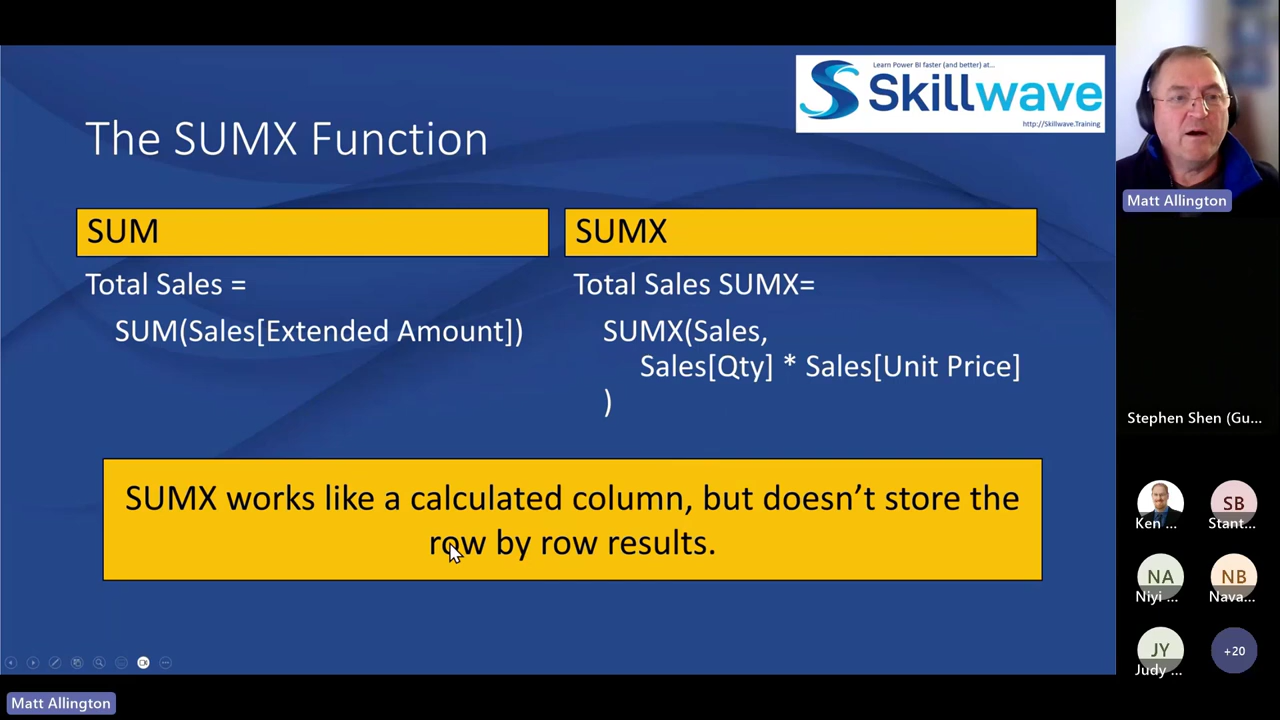 Learn Power BI faster (and better) at...
Skillwave
http://Skillwave.Training
The SUMX Function
SUM
Total Sales =
SUM(Sales[Extended Amount])
SUMX
Total Sales SUMX=
SUMX(Sales,
Sales[Qty] * Sales[Unit Price]
)
SUMX works like a calculated column, but doesn’t store the
row by row results.
Matt Allington
Matt Allington
Stephen Shen (Gu...
Ken ...
SB
Stant...
NA
Niyi ...
NB
Nava...
JY
Judy ...
+20